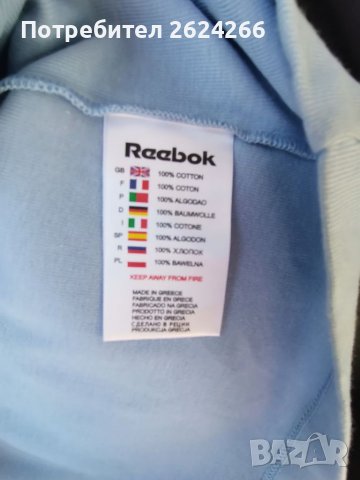 Потребител 2624266
Reebok
GB 100% COTTON
F 100% COTON
P 100% ALGODAO
D 100% BAUMWOLLE
I 100% COTONE
SP 100% ALGODON
R 100% ХЛОПОК
PL 100% BAWELNA
KEEP AWAY FROM FIRE
MADE IN GREECE
FABRIQUE EN GRECE
FABRICADO NA GRECIA
PRODOTTO IN GRECIA
HECHO EN GRECIA
СДЕЛАНО В РЕЦИИ
PRODUKCJA GRECJA
BAZAR